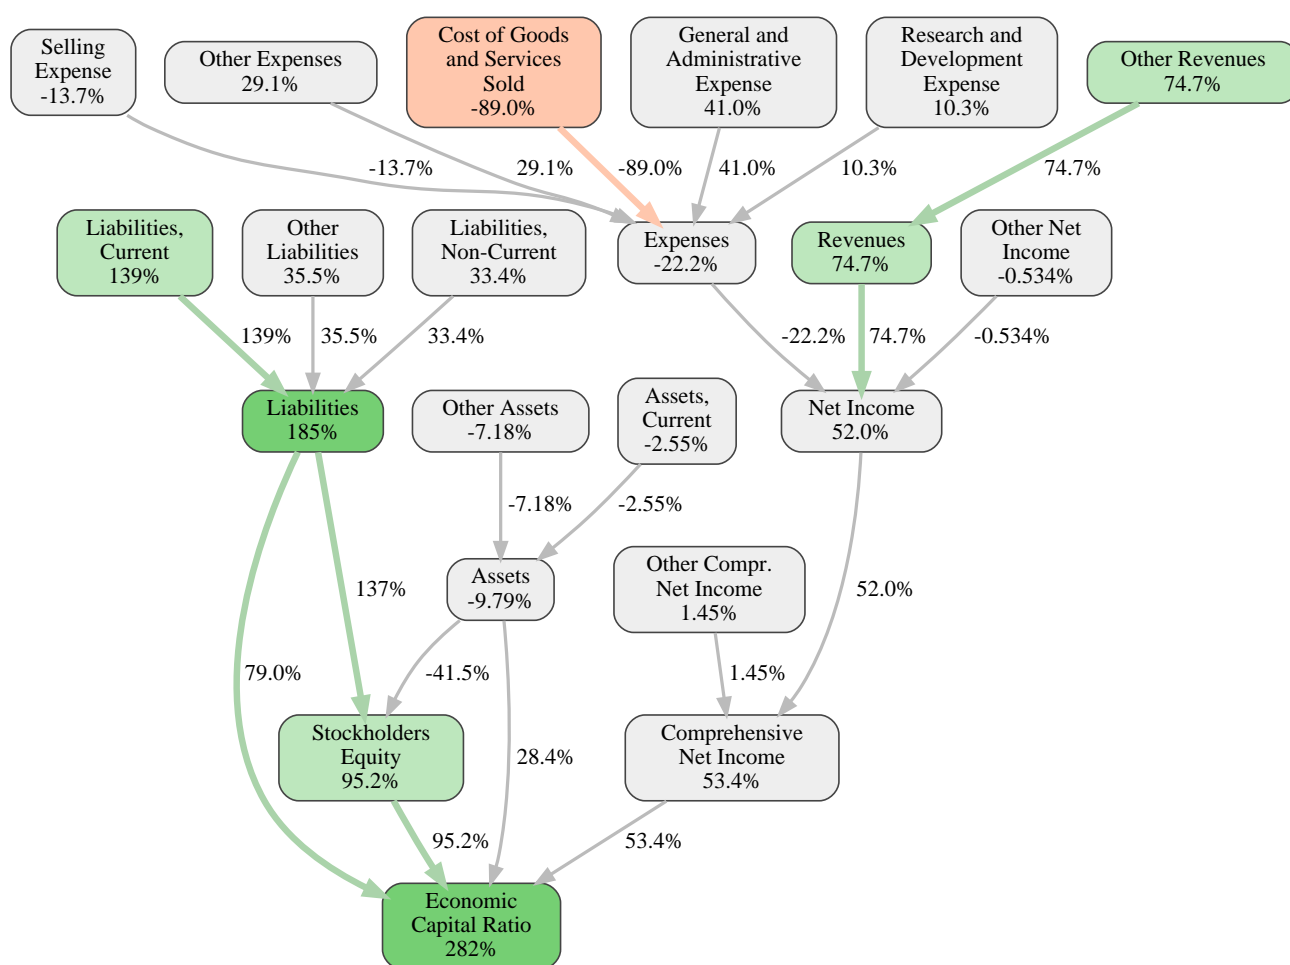 Selling
Expense
-13.7%
Other Expenses
29.1%
Cost of Goods
and Services
Sold
-89.0%
General and
Administrative
Expense
41.0%
Research and
Development
Expense
10.3%
Other Revenues
74.7%
-13.7%
29.1%
-89.0%
41.0%
10.3%
74.7%
Liabilities,
Current
139%
Other
Liabilities
35.5%
Liabilities,
Non-Current
33.4%
Expenses
-22.2%
Revenues
74.7%
Other Net
Income
-0.534%
139%
35.5%
33.4%
-22.2%
74.7%
-0.534%
Liabilities
185%
Other Assets
-7.18%
Assets,
Current
-2.55%
Net Income
52.0%
-7.18%
-2.55%
137%
Assets
-9.79%
Other Compr.
Net Income
1.45%
52.0%
79.0%
-41.5%
1.45%
Stockholders
Equity
95.2%
28.4%
Comprehensive
Net Income
53.4%
95.2%
53.4%
Economic
Capital Ratio
282%